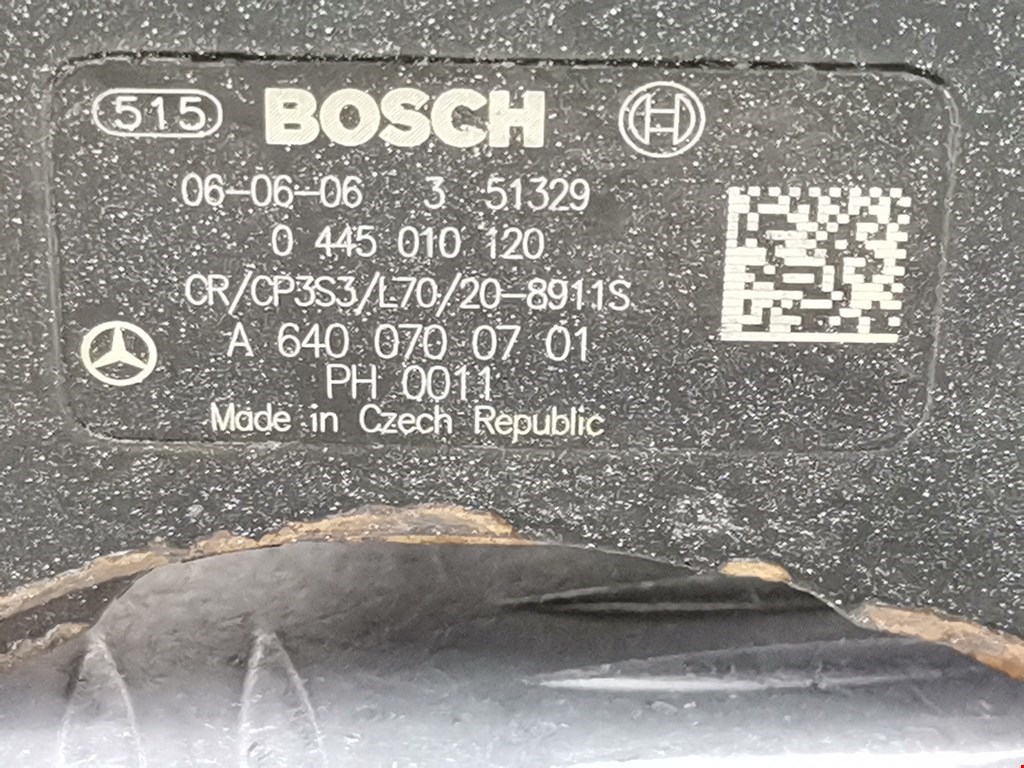 515 BOSCH
06-06-06 3 51329
0 445 010 120
CR/CP3S3/L70/20-8911S
A 640 070 07 01
PH 0011
Made in Czech Republic